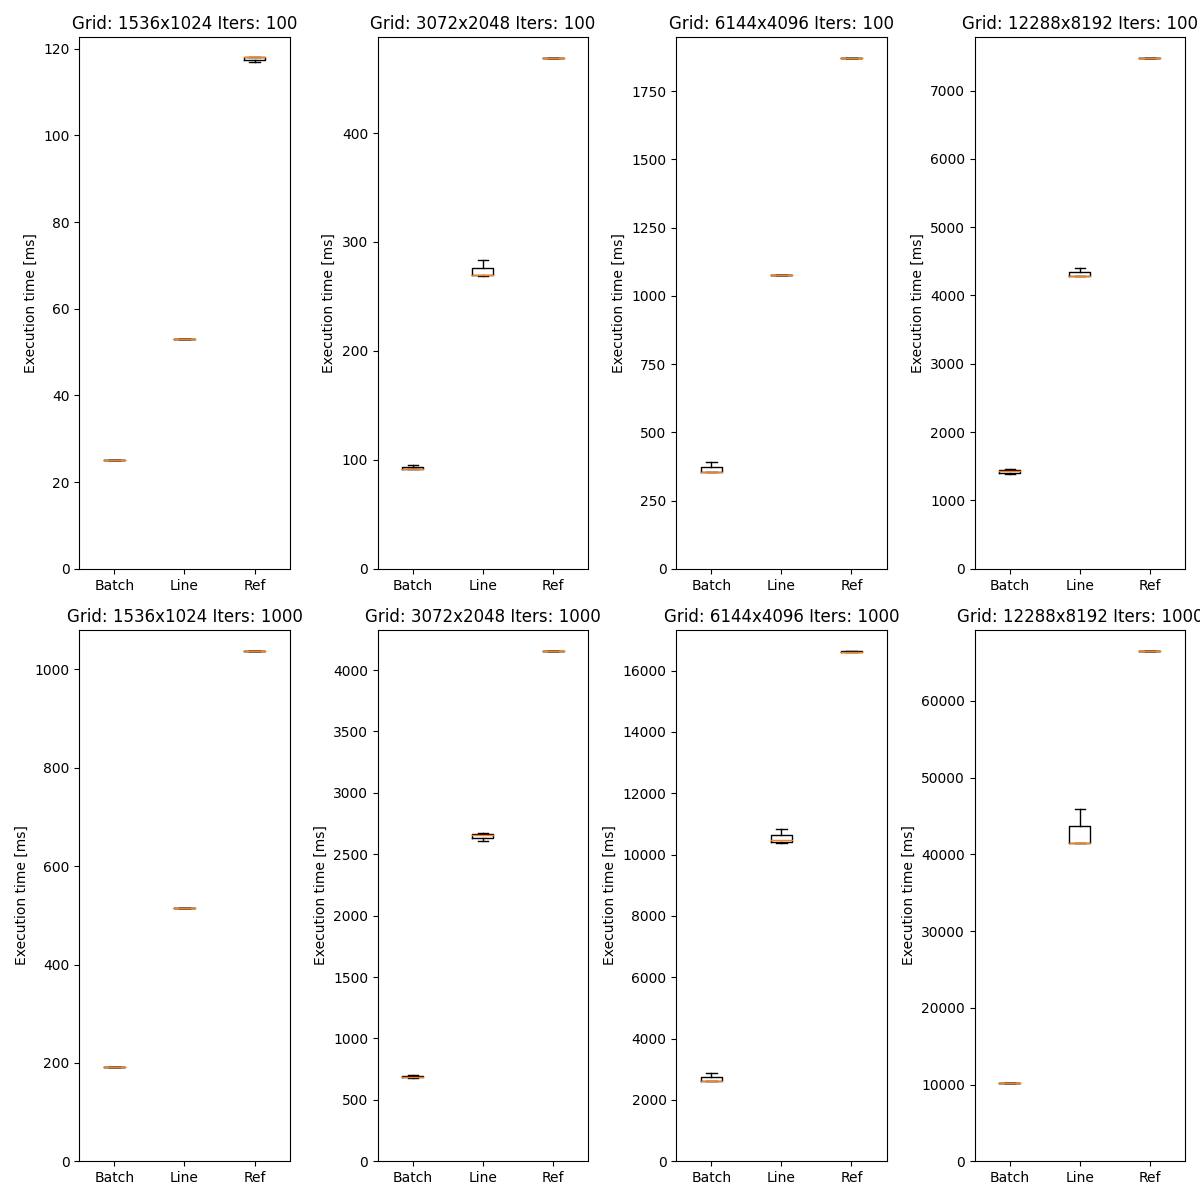 Grid: 1536x1024 Iters: 100
Execution time [ms]
120
100
80
60
40
20
0
Batch Line Ref
Grid: 3072x2048 Iters: 100
Execution time [ms]
400
300
200
100
0
Batch Line Ref
Grid: 6144x4096 Iters: 100
Execution time [ms]
1750
1500
1250
1000
750
500
250
0
Batch Line Ref
Grid: 12288x8192 Iters: 100
Execution time [ms]
7000
6000
5000
4000
3000
2000
1000
0
Batch Line Ref
Grid: 1536x1024 Iters: 1000
Execution time [ms]
1000
800
600
400
200
0
Batch Line Ref
Grid: 3072x2048 Iters: 1000
Execution time [ms]
4000
3500
3000
2500
2000
1500
1000
500
0
Batch Line Ref
Grid: 6144x4096 Iters: 1000
Execution time [ms]
16000
14000
12000
10000
8000
6000
4000
2000
0
Batch Line Ref
Grid: 12288x8192 Iters: 1000
Execution time [ms]
60000
50000
40000
30000
20000
10000
0
Batch Line Ref